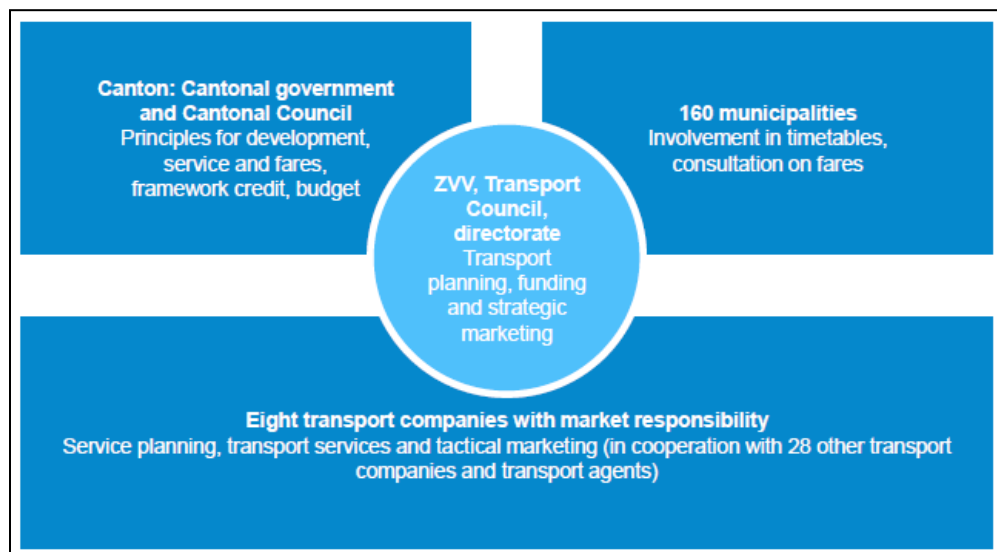 Canton: Cantonal government
and Cantonal Council
Principles for development,
service and fares,
framework credit, budget
160 municipalities
Involvement in timetables,
consultation on fares
ZVV, Transport
Council,
directorate
Transport
planning, funding
and strategic
marketing
Eight transport companies with market responsibility
Service planning, transport services and tactical marketing (in cooperation with 28 other transport
companies and transport agents)